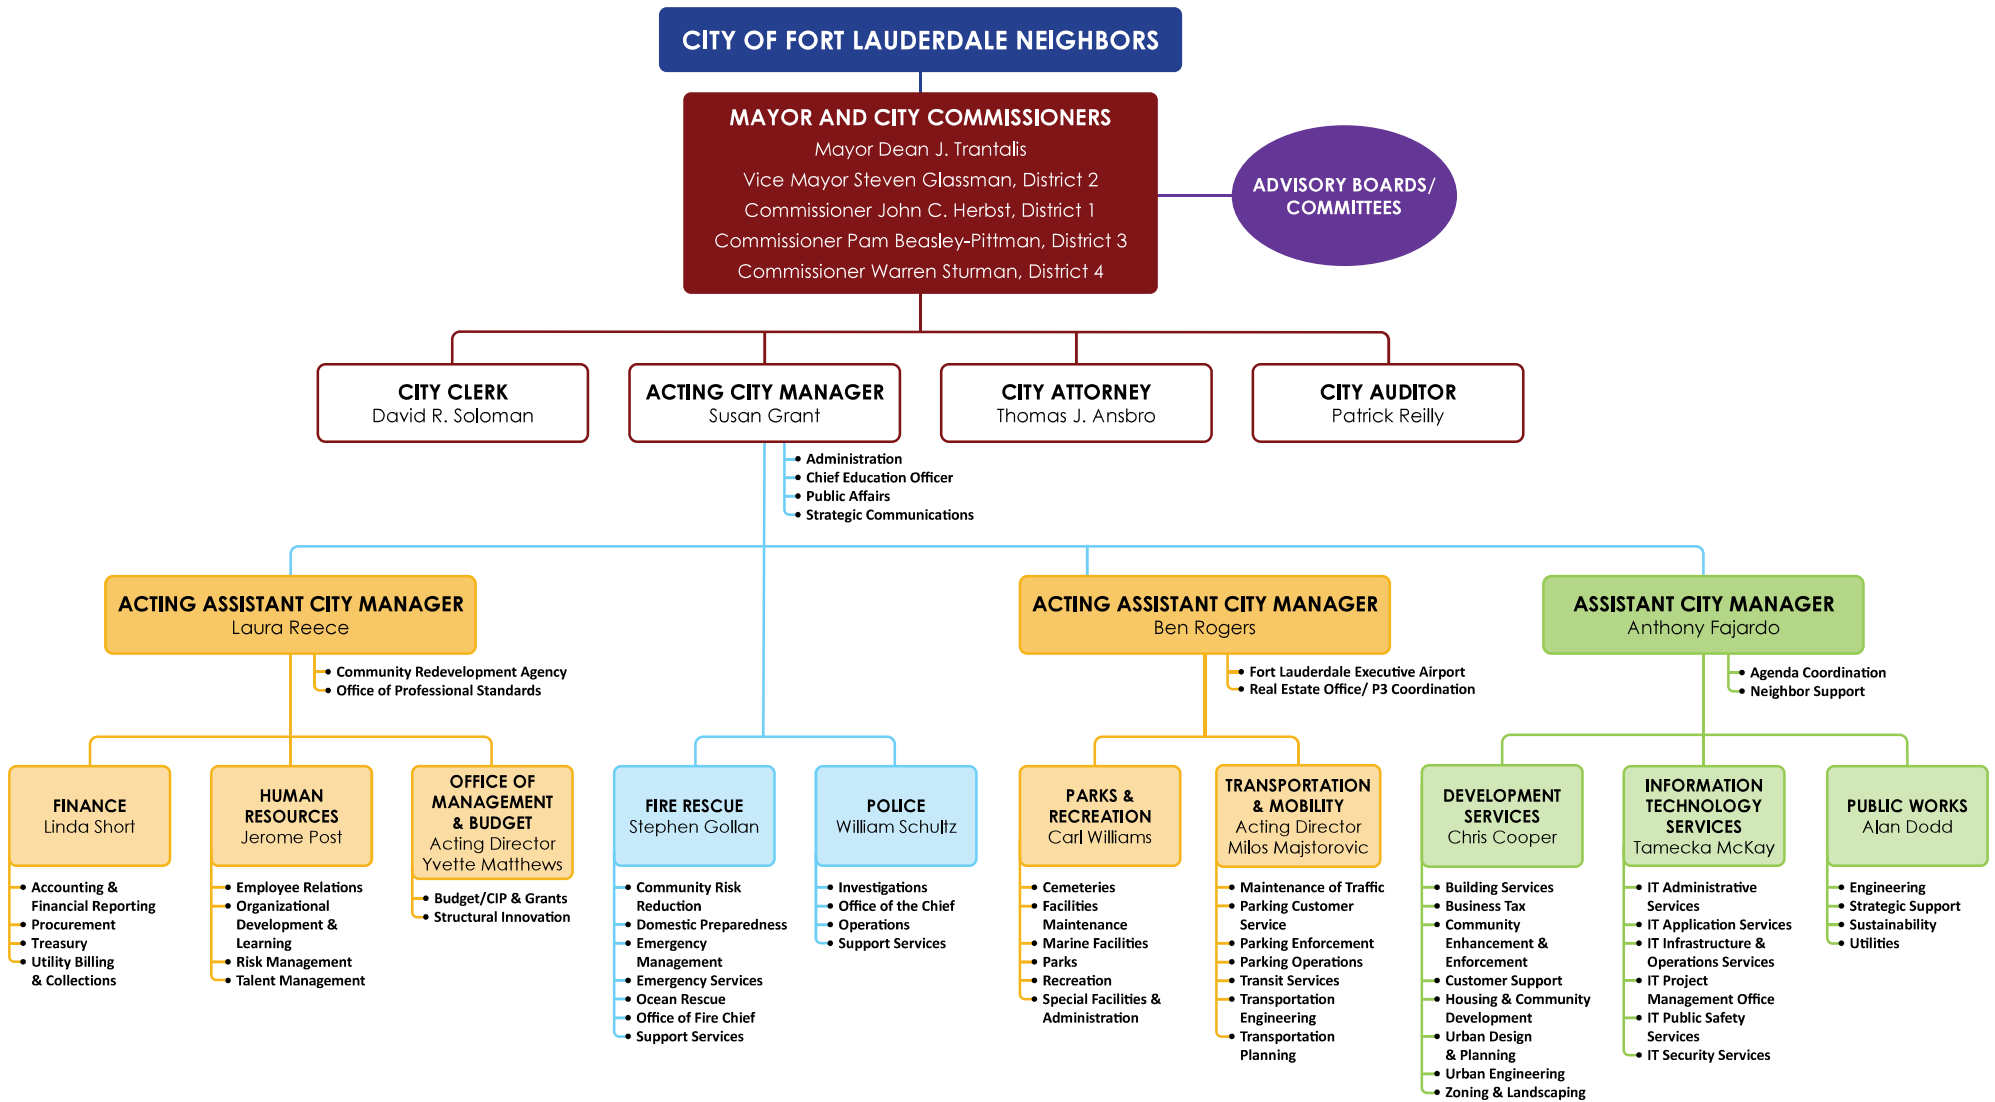 CITY OF FORT LAUDERDALE NEIGHBORS
MAYOR AND CITY COMMISSIONERS
Mayor Dean J. Trantalis
Vice Mayor Steven Glassman, District 2
Commissioner John C. Herbst, District 1
Commissioner Pam Beasley-Pittman, District 3
Commissioner Warren Sturman, District 4
ADVISORY BOARDS/
COMMITTEES
CITY CLERK
David R. Soloman
ACTING CITY MANAGER
Susan Grant
• Administration
• Chief Education Officer
• Public Affairs
• Strategic Communications
CITY ATTORNEY
Thomas J. Ansbro
CITY AUDITOR
Patrick Reilly
ACTING ASSISTANT CITY MANAGER
Laura Reece
• Community Redevelopment Agency
• Office of Professional Standards
ACTING ASSISTANT CITY MANAGER
Ben Rogers
• Fort Lauderdale Executive Airport
• Real Estate Office/ P3 Coordination
ASSISTANT CITY MANAGER
Anthony Fajardo
• Agenda Coordination
• Neighbor Support
FINANCE
Linda Short
• Accounting &
Financial Reporting
• Procurement
• Treasury
• Utility Billing
& Collections
HUMAN
RESOURCES
Jerome Post
• Employee Relations
• Organizational
Development &
Learning
• Risk Management
• Talent Management
OFFICE OF
MANAGEMENT
& BUDGET
Acting Director
Yvette Matthews
• Budget/CIP & Grants
• Structural Innovation
FIRE RESCUE
Stephen Gollan
• Community Risk
Reduction
• Domestic Preparedness
• Emergency
Management
• Emergency Services
• Ocean Rescue
• Office of Fire Chief
• Support Services
POLICE
William Schultz
• Investigations
• Office of the Chief
• Operations
• Support Services
PARKS &
RECREATION
Carl Williams
• Cemeteries
• Facilities
Maintenance
• Marine Facilities
• Parks
• Recreation
• Special Facilities &
Administration
TRANSPORTATION
& MOBILITY
Acting Director
Milos Majstorovic
• Maintenance of Traffic
• Parking Customer
Service
• Parking Enforcement
• Parking Operations
• Transit Services
• Transportation
Engineering
• Transportation
Planning
DEVELOPMENT
SERVICES
Chris Cooper
• Building Services
• Business Tax
• Community
Enhancement &
Enforcement
• Customer Support
• Housing & Community
Development
• Urban Design
& Planning
• Urban Engineering
• Zoning & Landscaping
INFORMATION
TECHNOLOGY
SERVICES
Tamecka McKay
• IT Administrative
Services
• IT Application Services
• IT Infrastructure &
Operations Services
• IT Project
Management Office
• IT Public Safety
Services
• IT Security Services
PUBLIC WORKS
Alan Dodd
• Engineering
• Strategic Support
• Sustainability
• Utilities